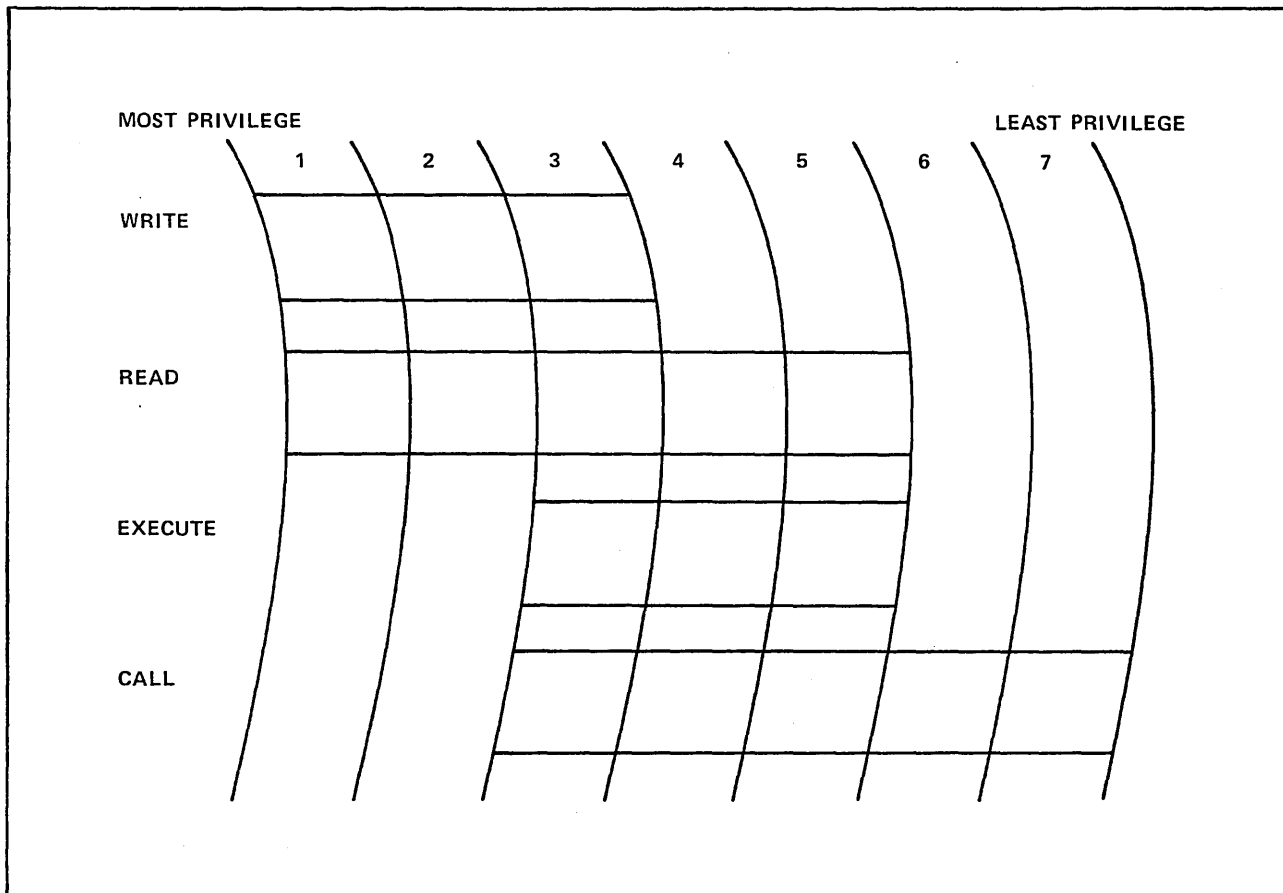 MOST PRIVILEGE LEAST PRIVILEGE
1 2 3 4 5 6 7
WRITE
READ
EXECUTE
CALL